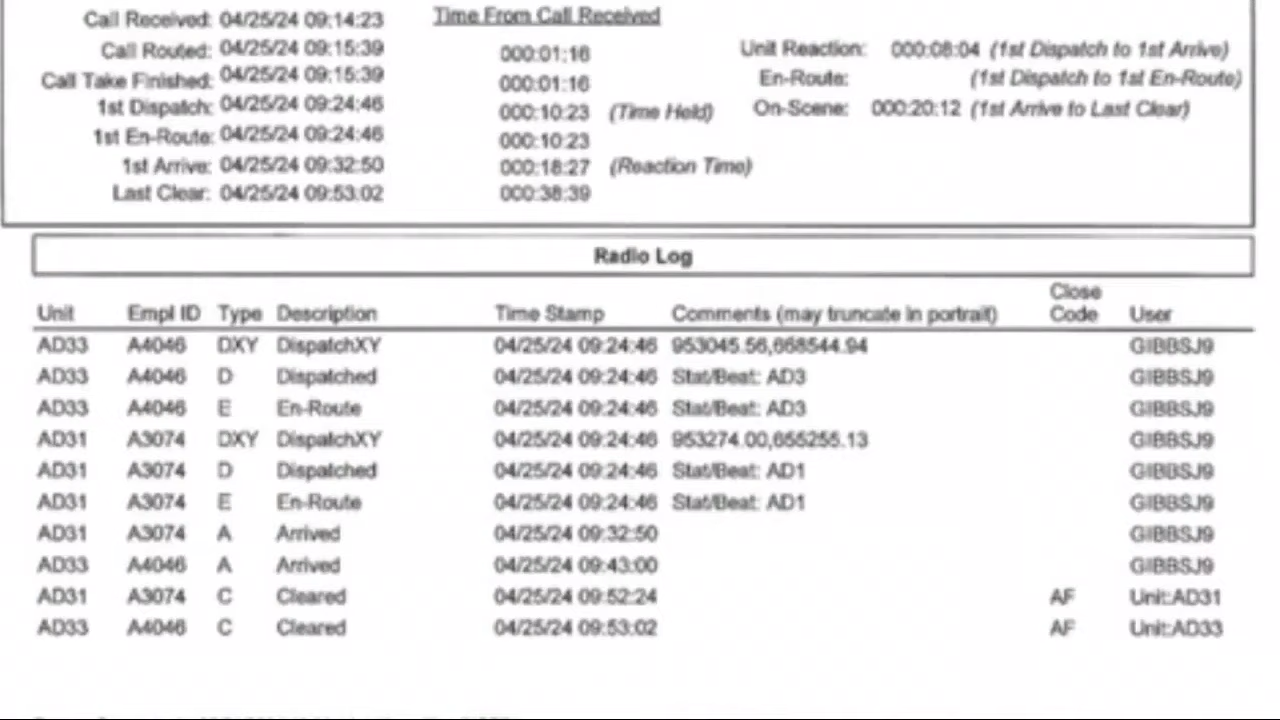 Call Received: 04/25/24 09:14:23 Time From Call Received
Call Routed: 04/25/24 09:15:39 000:01:16 Unit Reaction: 000:08:04 (1st Dispatch to 1st Arrive)
Call Take Finished: 04/25/24 09:15:39 000:01:16 En-Route: (1st Dispatch to 1st En-Route)
1st Dispatch: 04/25/24 09:24:46 000:10:23 (Time Held) On-Scene: 000:20:12 (1st Arrive to Last Clear)
1st En-Route: 04/25/24 09:24:46 000:10:23
1st Arrive: 04/25/24 09:32:50 000:18:27 (Reaction Time)
Last Clear: 04/25/24 09:53:02 000:38:39
Radio Log
Unit Empl ID Type Description Time Stamp Comments (may truncate in portrait) Close Code User
AD33 A4046 DXY DispatchXY 04/25/24 09:24:46 953045.56,668544.94 GIBBSJ9
AD33 A4046 D Dispatched 04/25/24 09:24:46 Stat/Beat: AD3 GIBBSJ9
AD33 A4046 E En-Route 04/25/24 09:24:46 Stat/Beat: AD3 GIBBSJ9
AD31 A3074 DXY DispatchXY 04/25/24 09:24:46 953274.00,655255.13 GIBBSJ9
AD31 A3074 D Dispatched 04/25/24 09:24:46 Stat/Beat: AD1 GIBBSJ9
AD31 A3074 E En-Route 04/25/24 09:24:46 Stat/Beat: AD1 GIBBSJ9
AD31 A3074 A Arrived 04/25/24 09:32:50 GIBBSJ9
AD33 A4046 A Arrived 04/25/24 09:43:00 GIBBSJ9
AD31 A3074 C Cleared 04/25/24 09:52:24 AF Unit:AD31
AD33 A4046 C Cleared 04/25/24 09:53:02 AF Unit:AD33